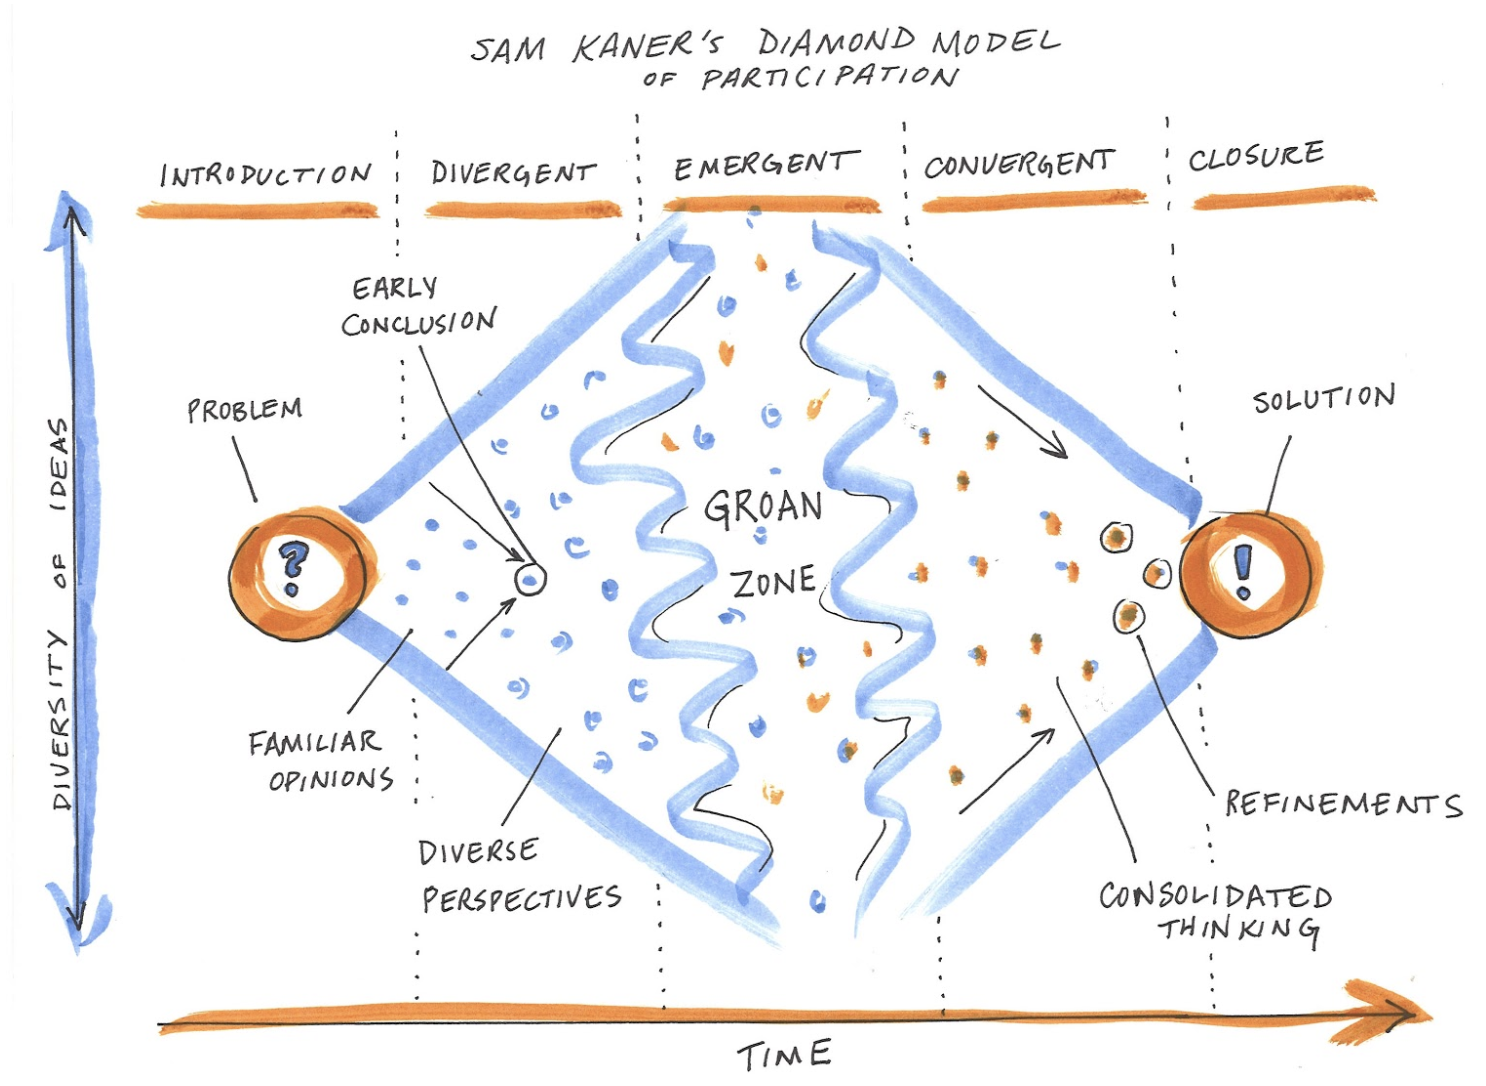 SAM KANER'S DIAMOND MODEL
OF PARTICIPATION
INTRODUCTION
DIVERGENT
EMERGENT
CONVERGENT
CLOSURE
EARLY
CONCLUSION
PROBLEM
SOLUTION
?
!
GROAN
ZONE
FAMILIAR
OPINIONS
DIVERSE
PERSPECTIVES
REFINEMENTS
CONSOLIDATED
THINKING
DIVERSITY OF IDEAS
TIME